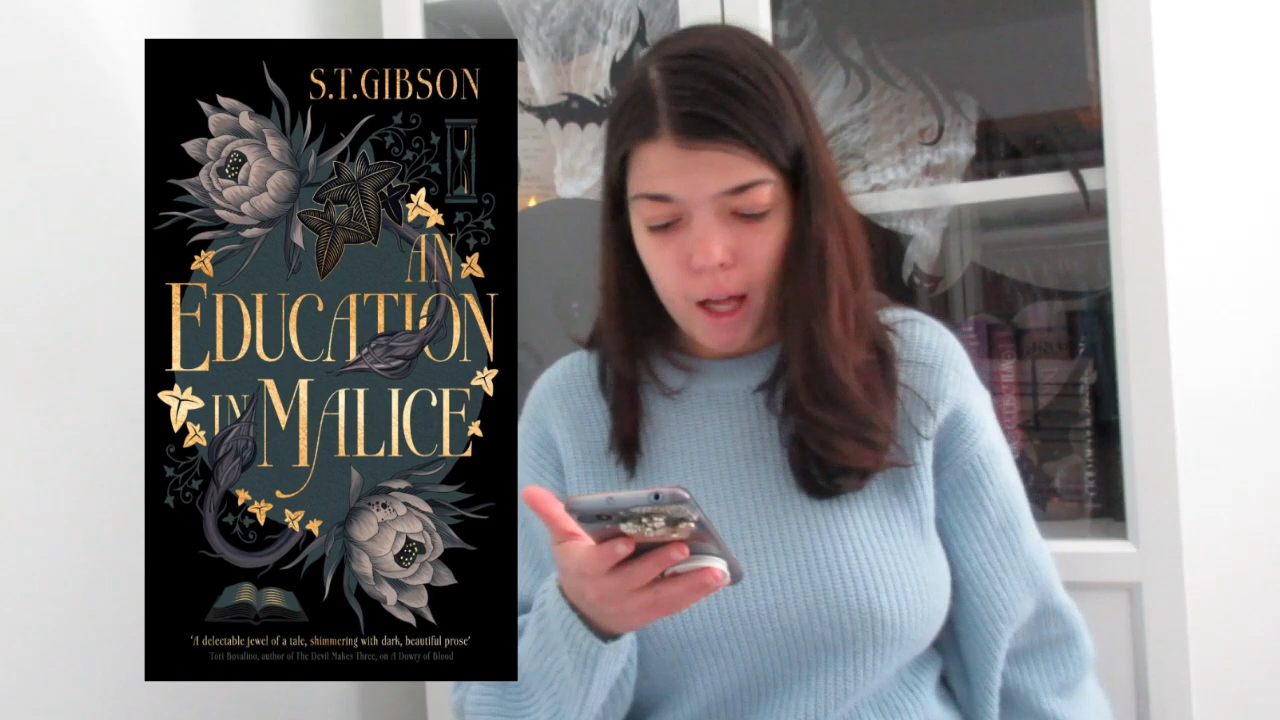 S.T.GIBSON
AN
EDUCATION
IN MALICE
'A delectable jewel of a tale, shimmering with dark, beautiful prose'
Tori Bovalino, author of The Devil Makes Three, on A Dowry of Blood